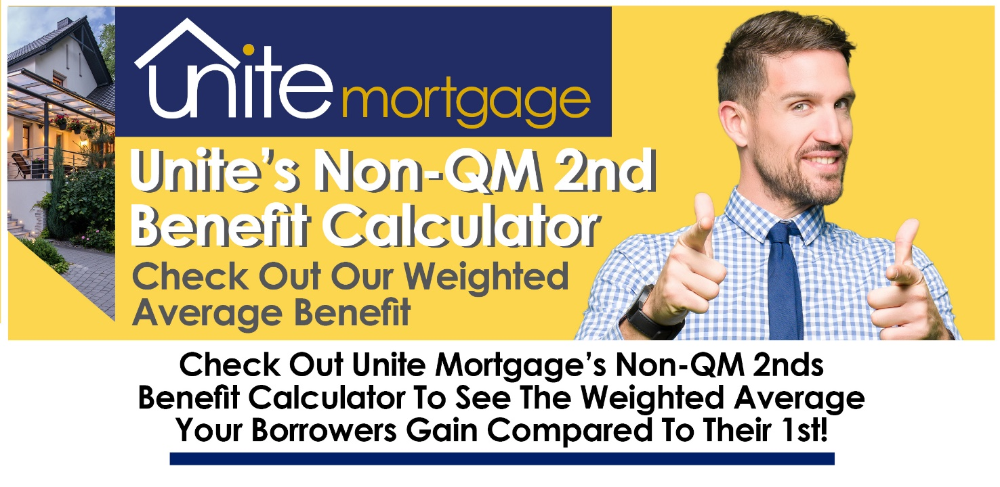 unite mortgage
Unite's Non-QM 2nd
Benefit Calculator
Check Out Our Weighted
Average Benefit
Check Out Unite Mortgage's Non-QM 2nds
Benefit Calculator To See The Weighted Average
Your Borrowers Gain Compared To Their 1st!